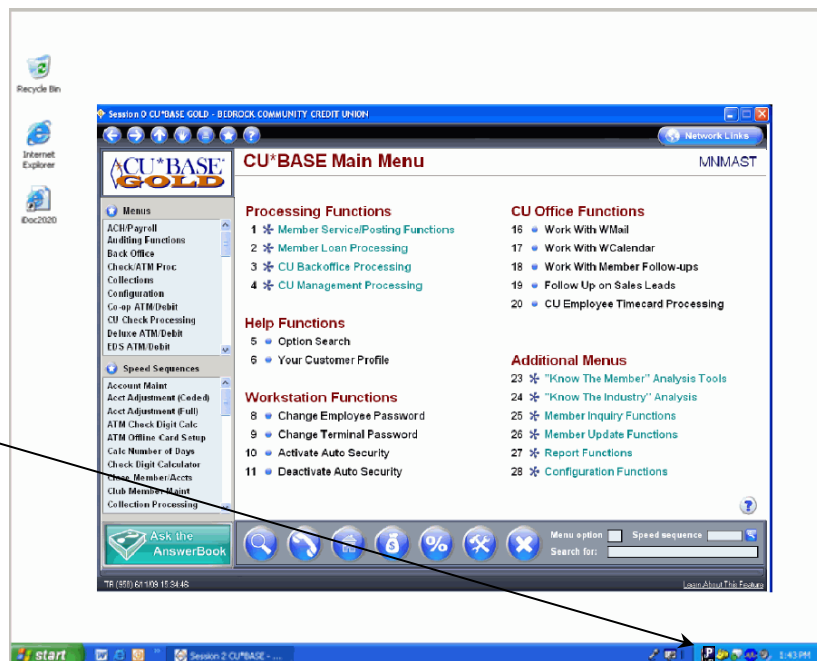 Recycle Bin
Internet
Explorer
iDoc2020
Session 0 CU*BASE GOLD - BEDROCK COMMUNITY CREDIT UNION
Network Links
CU*BASE
GOLD
CU*BASE Main Menu
MNMAST
Menus
ACH/Payroll
Auditing Functions
Back Office
Check/ATM Proc
Collections
Configuration
Co-op ATM/Debit
CU Check Processing
Deluxe ATM/Debit
EDS ATM/Debit
Speed Sequences
Account Maint
Acct Adjustment (Coded)
Acct Adjustment (Full)
ATM Check Digit Calc
ATM Offline Card Setup
Calc Number of Days
Check Digit Calculator
Close Member/Accts
Club Member Maint
Collection Processing
Ask the
AnswerBook
Processing Functions
1 Member Service/Posting Functions
2 Member Loan Processing
3 CU Backoffice Processing
4 CU Management Processing
Help Functions
5 Option Search
6 Your Customer Profile
Workstation Functions
8 Change Employee Password
9 Change Terminal Password
10 Activate Auto Security
11 Deactivate Auto Security
CU Office Functions
16 Work With WMail
17 Work With WCalendar
18 Work With Member Follow-ups
19 Follow Up on Sales Leads
20 CU Employee Timecard Processing
Additional Menus
23 "Know The Member" Analysis Tools
24 "Know The Industry" Analysis
25 Member Inquiry Functions
26 Member Update Functions
27 Report Functions
28 Configuration Functions
Menu option
Speed sequence
Search for:
15:34:46
Learn About This Feature
start
Session 2 CU*BASE - ...
1:43 PM